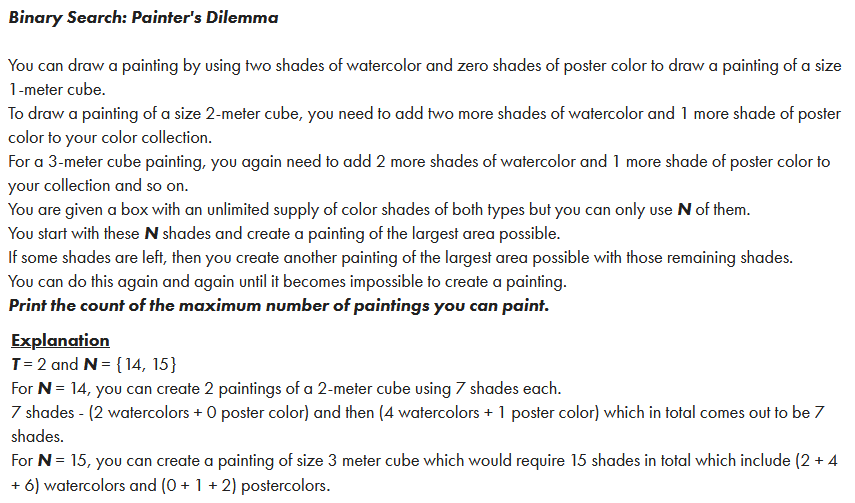 Binary Search: Painter's Dilemma
You can draw a painting by using two shades of watercolor and zero shades of poster color to draw a painting of a size
1-meter cube.
To draw a painting of a size 2-meter cube, you need to add two more shades of watercolor and 1 more shade of poster
color to your color collection.
For a 3-meter cube painting, you again need to add 2 more shades of watercolor and 1 more shade of poster color to
your collection and so on.
You are given a box with an unlimited supply of color shades of both types but you can only use N of them.
You start with these N shades and create a painting of the largest area possible.
If some shades are left, then you create another painting of the largest area possible with those remaining shades.
You can do this again and again until it becomes impossible to create a painting.
Print the count of the maximum number of paintings you can paint.
Explanation
T = 2 and N = {14, 15}
For N = 14, you can create 2 paintings of a 2-meter cube using 7 shades each.
7 shades - (2 watercolors + 0 poster color) and then (4 watercolors + 1 poster color) which in total comes out to be 7
shades.
For N = 15, you can create a painting of size 3 meter cube which would require 15 shades in total which include (2 + 4
+ 6) watercolors and (0 + 1 + 2) postercolors.